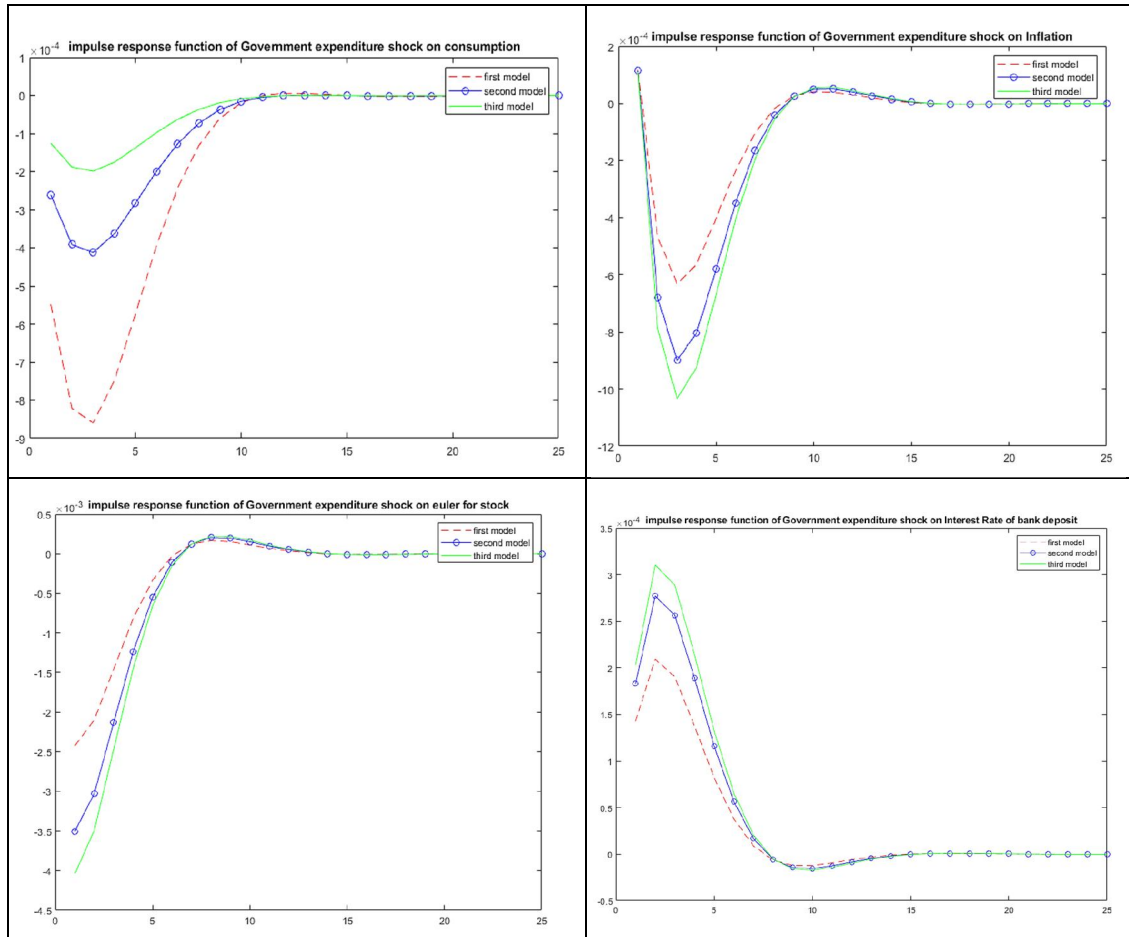 ×10⁻⁴ impulse response function of Government expenditure shock on consumption
first model
second model
third model
1
0
-1
-2
-3
-4
-5
-6
-7
-8
-9
0 5 10 15 20 25
×10⁻⁴ impulse response function of Government expenditure shock on Inflation
first model
second model
third model
2
0
-2
-4
-6
-8
-10
-12
0 5 10 15 20 25
×10⁻³ impulse response function of Government expenditure shock on euler for stock
first model
second model
third model
0.5
0
-0.5
-1
-1.5
-2
-2.5
-3
-3.5
-4
-4.5
0 5 10 15 20 25
×10⁻⁴ impulse response function of Government expenditure shock on Interest Rate of bank deposit
first model
second model
third model
3.5
3
2.5
2
1.5
1
0.5
0
-0.5
0 5 10 15 20 25